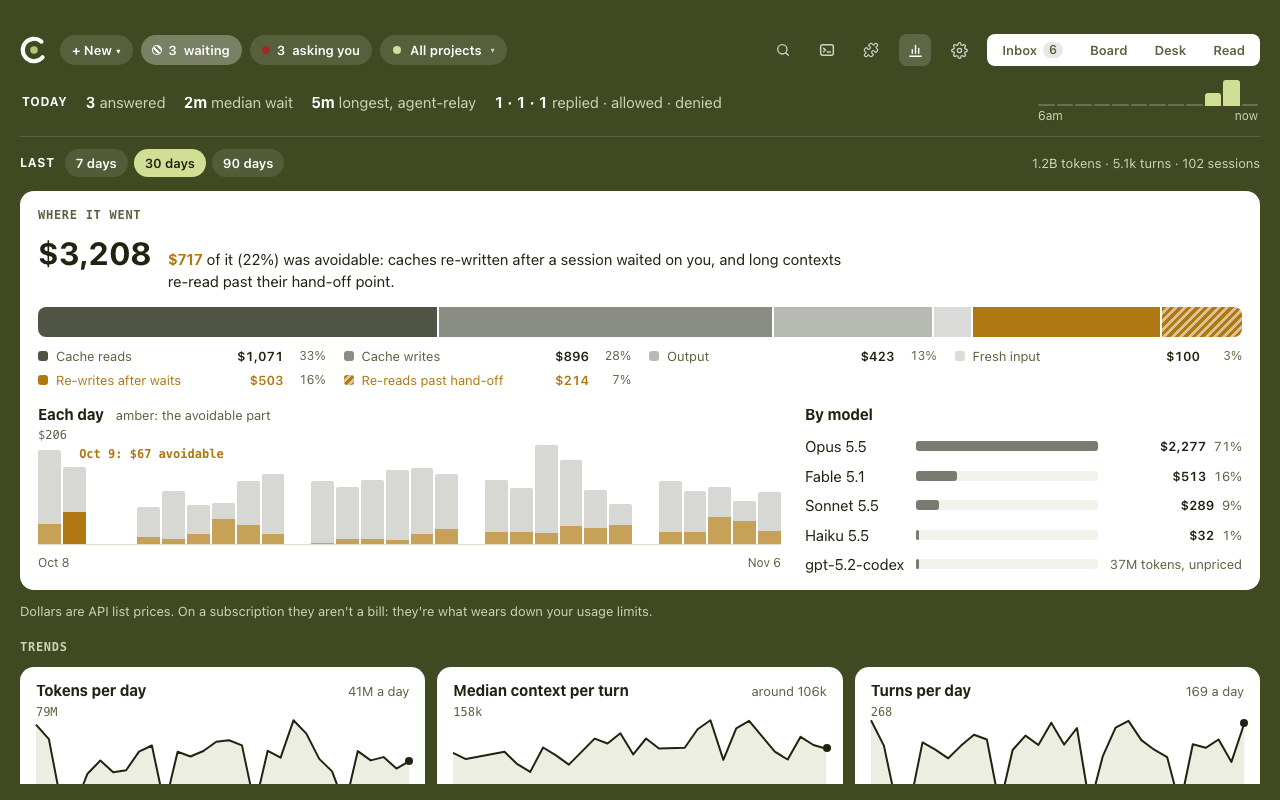 + New ▾
3 waiting
3 asking you
All projects ▾
Inbox 6
Board
Desk
Read
TODAY 3 answered 2m median wait 5m longest, agent-relay 1 · 1 · 1 replied · allowed · denied
6am now
LAST 7 days 30 days 90 days
1.2B tokens · 5.1k turns · 102 sessions
WHERE IT WENT
$3,208
$717 of it (22%) was avoidable: caches re-written after a session waited on you, and long contexts
re-read past their hand-off point.
Cache reads $1,071 33%
Cache writes $896 28%
Output $423 13%
Fresh input $100 3%
Re-writes after waits $503 16%
Re-reads past hand-off $214 7%
Each day amber: the avoidable part
$206
Oct 9: $67 avoidable
Oct 8 Nov 6
By model
Opus 5.5 $2,277 71%
Fable 5.1 $513 16%
Sonnet 5.5 $289 9%
Haiku 5.5 $32 1%
gpt-5.2-codex 37M tokens, unpriced
Dollars are API list prices. On a subscription they aren't a bill: they're what wears down your usage limits.
TRENDS
Tokens per day 41M a day
79M
Median context per turn around 106k
158k
Turns per day 169 a day
268